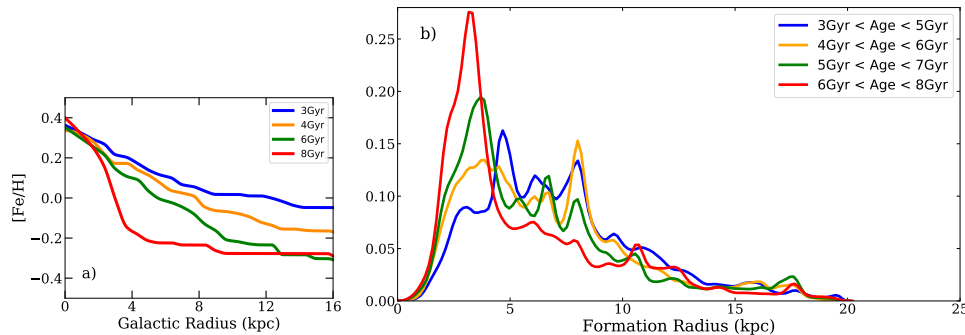 a)
[Fe/H]
0.4
0.2
0.0
−0.2
−0.4
0
4
8
12
16
Galactic Radius (kpc)
3Gyr
4Gyr
6Gyr
8Gyr
b)
0.25
0.20
0.15
0.10
0.05
0.00
0
5
10
15
20
25
Formation Radius (kpc)
3Gyr < Age < 5Gyr
4Gyr < Age < 6Gyr
5Gyr < Age < 7Gyr
6Gyr < Age < 8Gyr